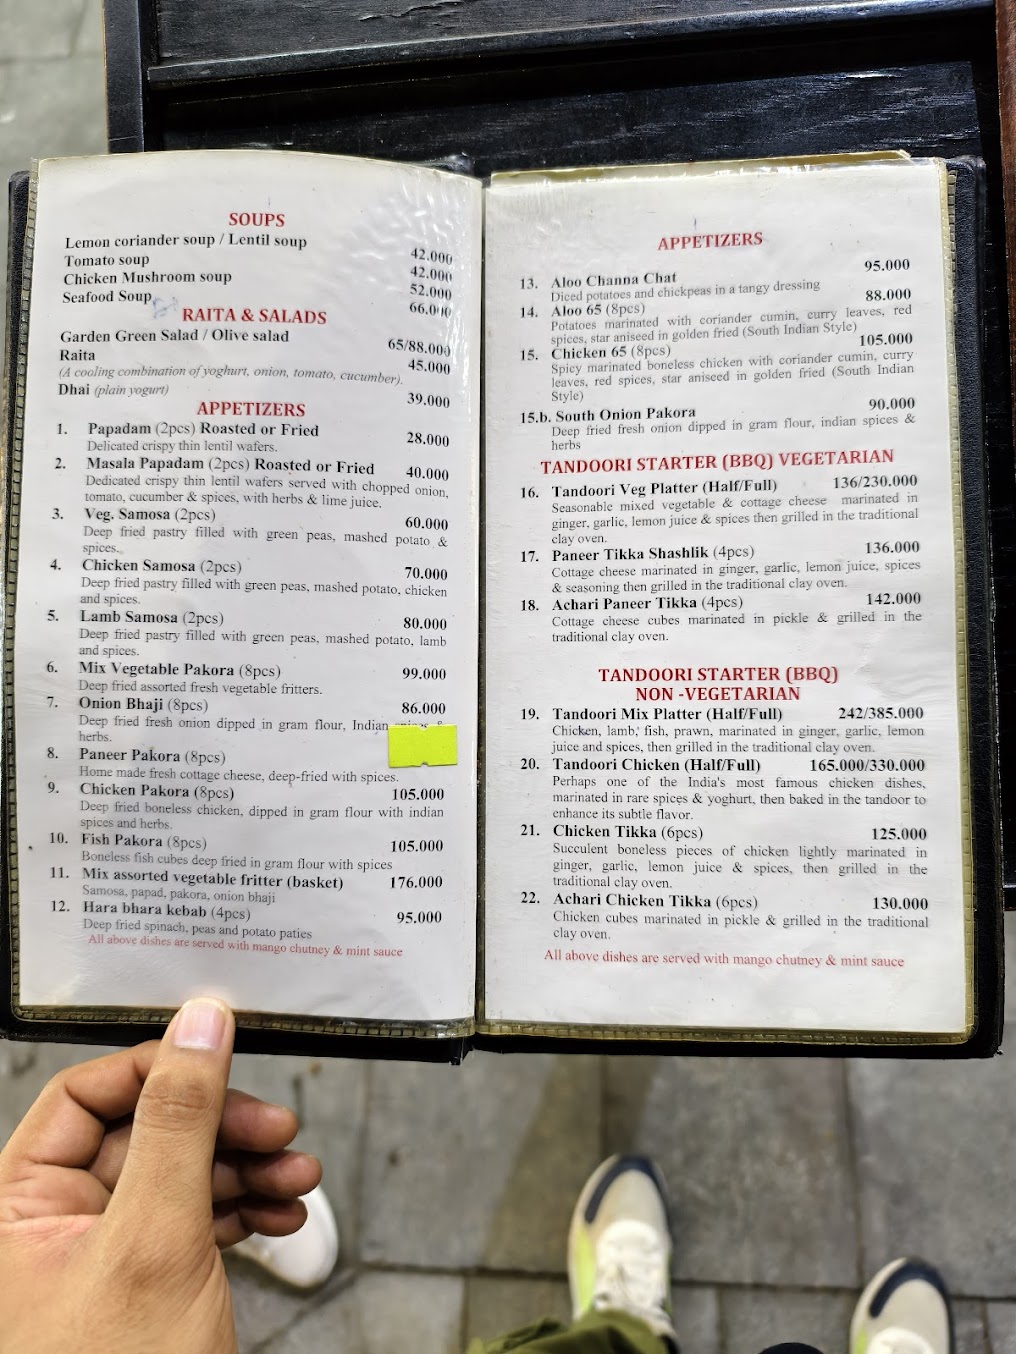 SOUPS
Lemon coriander soup / Lentil soup 42.000
Tomato soup 42.000
Chicken Mushroom soup 52.000
Seafood Soup 66.000
RAITA & SALADS
Garden Green Salad / Olive salad 65/88.000
Raita 45.000
(A cooling combination of yoghurt, onion, tomato, cucumber).
Dhai (plain yogurt) 39.000
APPETIZERS
1. Papadam (2pcs) Roasted or Fried 28.000
Delicated crispy thin lentil wafers.
2. Masala Papadam (2pcs) Roasted or Fried 40.000
Dedicated crispy thin lentil wafers served with chopped onion,
tomato, cucumber & spices, with herbs & lime juice.
3. Veg. Samosa (2pcs) 60.000
Deep fried pastry filled with green peas, mashed potato &
spices.
4. Chicken Samosa (2pcs) 70.000
Deep fried pastry filled with green peas, mashed potato, chicken
and spices.
5. Lamb Samosa (2pcs) 80.000
Deep fried pastry filled with green peas, mashed potato, lamb
and spices.
6. Mix Vegetable Pakora (8pcs) 99.000
Deep fried assorted fresh vegetable fritters.
7. Onion Bhaji (8pcs) 86.000
Deep fried fresh onion dipped in gram flour, Indian spices &
herbs.
8. Paneer Pakora (8pcs)
Home made fresh cottage cheese, deep-fried with spices.
9. Chicken Pakora (8pcs) 105.000
Deep fried boneless chicken, dipped in gram flour with indian
spices and herbs.
10. Fish Pakora (8pcs) 105.000
Boneless fish cubes deep fried in gram flour with spices
11. Mix assorted vegetable fritter (basket) 176.000
Samosa, papad, pakora, onion bhaji
12. Hara bhara kebab (4pcs) 95.000
Deep fried spinach, peas and potato paties
All above dishes are served with mango chutney & mint sauce
APPETIZERS
13. Aloo Channa Chat 95.000
Diced potatoes and chickpeas in a tangy dressing
14. Aloo 65 (8pcs) 88.000
Potatoes marinated with coriander cumin, curry leaves, red
spices, star aniseed in golden fried (South Indian Style)
15. Chicken 65 (8pcs) 105.000
Spicy marinated boneless chicken with coriander cumin, curry
leaves, red spices, star aniseed in golden fried (South Indian
Style)
15.b. South Onion Pakora 90.000
Deep fried fresh onion dipped in gram flour, indian spices &
herbs
TANDOORI STARTER (BBQ) VEGETARIAN
16. Tandoori Veg Platter (Half/Full) 136/230.000
Seasonable mixed vegetable & cottage cheese marinated in
ginger, garlic, lemon juice & spices then grilled in the traditional
clay oven.
17. Paneer Tikka Shashlik (4pcs) 136.000
Cottage cheese marinated in ginger, garlic, lemon juice, spices
& seasoning then grilled in the traditional clay oven.
18. Achari Paneer Tikka (4pcs) 142.000
Cottage cheese cubes marinated in pickle & grilled in the
traditional clay oven.
TANDOORI STARTER (BBQ)
NON -VEGETARIAN
19. Tandoori Mix Platter (Half/Full) 242/385.000
Chicken, lamb, fish, prawn, marinated in ginger, garlic, lemon
juice and spices, then grilled in the traditional clay oven.
20. Tandoori Chicken (Half/Full) 165.000/330.000
Perhaps one of the India's most famous chicken dishes,
marinated in rare spices & yoghurt, then baked in the tandoor to
enhance its subtle flavor.
21. Chicken Tikka (6pcs) 125.000
Succulent boneless pieces of chicken lightly marinated in
ginger, garlic, lemon juice & spices, then grilled in the
traditional clay oven.
22. Achari Chicken Tikka (6pcs) 130.000
Chicken cubes marinated in pickle & grilled in the traditional
clay oven.
All above dishes are served with mango chutney & mint sauce